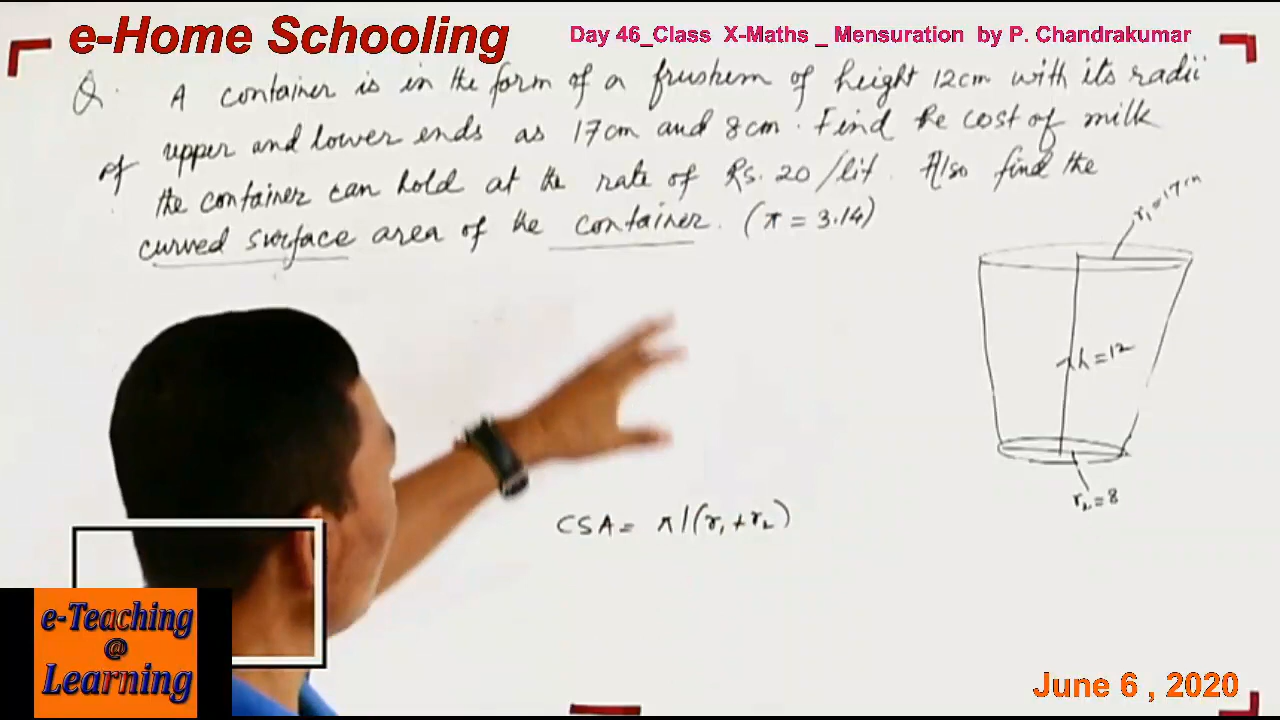 e-Home Schooling
Day 46_Class X-Maths _ Mensuration by P. Chandrakumar
Q. A container is in the form of a frustum of height 12cm with its radii
of upper and lower ends as 17cm and 8cm. Find the cost of milk
the container can hold at the rate of Rs. 20/lit. Also find the
curved surface area of the container. (π = 3.14)
r₁=17cm
h=12
r₂=8
CSA = πl(r₁+r₂)
e-Teaching
@
Learning
June 6 , 2020